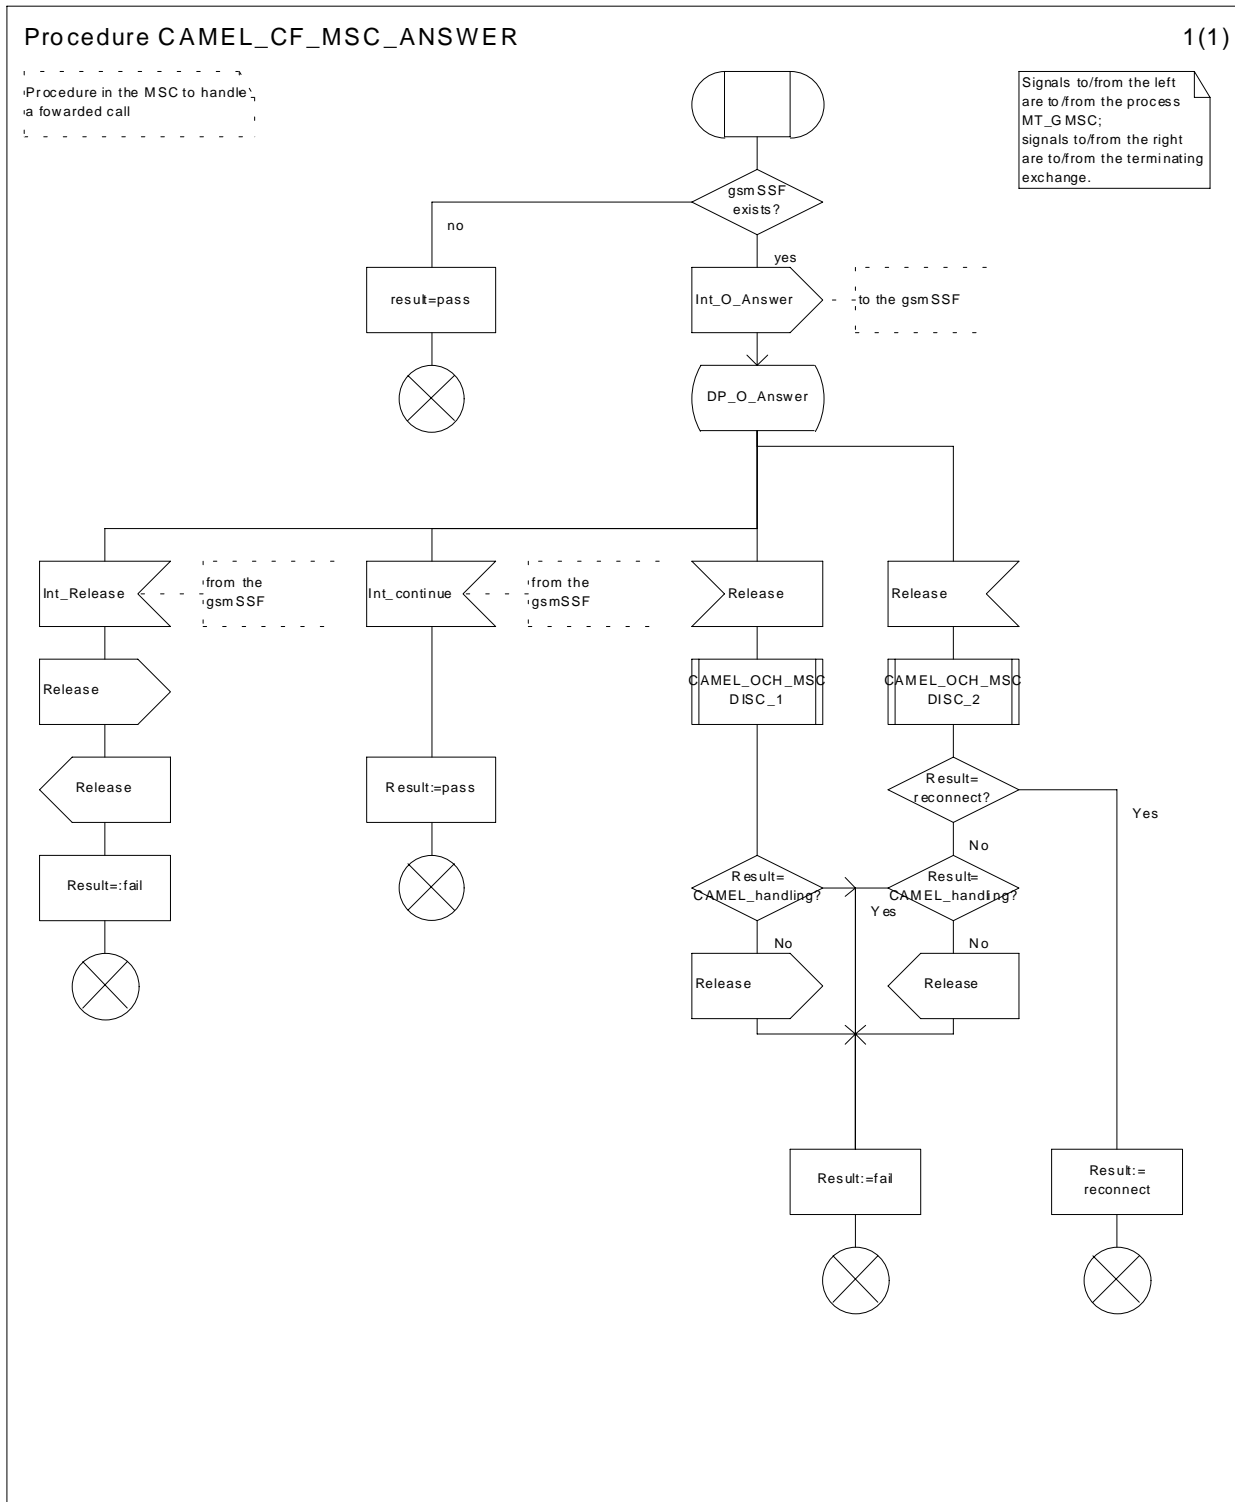 Procedure CAMEL_CF_MSC_ANSWER
1(1)
Procedure in the MSC to handle
a fowarded call
Signals to/from the left
are to/from the process
MT_GMSC;
signals to/from the right
are to/from the terminating
exchange.
gsmSSF
exists?
no
yes
result=pass
Int_O_Answer
to the gsmSSF
DP_O_Answer
Int_Release
from the
gsmSSF
Int_continue
from the
gsmSSF
Release
Release
Release
CAMEL_OCH_MSC
DISC_1
CAMEL_OCH_MSC
DISC_2
Release
Result:=pass
Result=
reconnect?
Yes
No
Result=:fail
Result=
CAMEL_handling?
Yes
Result=
CAMEL_handling?
No
No
Release
Release
Result:=fail
Result:=
reconnect